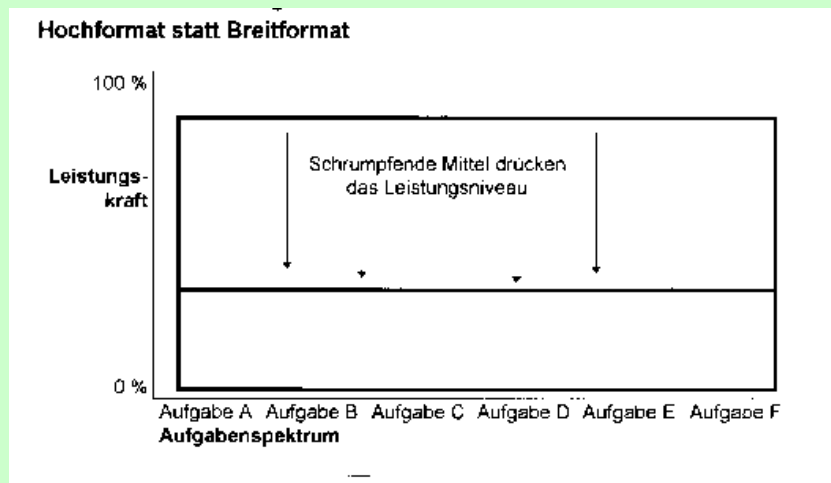 Hochformat statt Breitformat
100 %
Schrumpfende Mittel drücken
das Leistungsniveau
Leistungs-
kraft
0 %
Aufgabe A Aufgabe B Aufgabe C Aufgabe D Aufgabe E Aufgabe F
Aufgabenspektrum